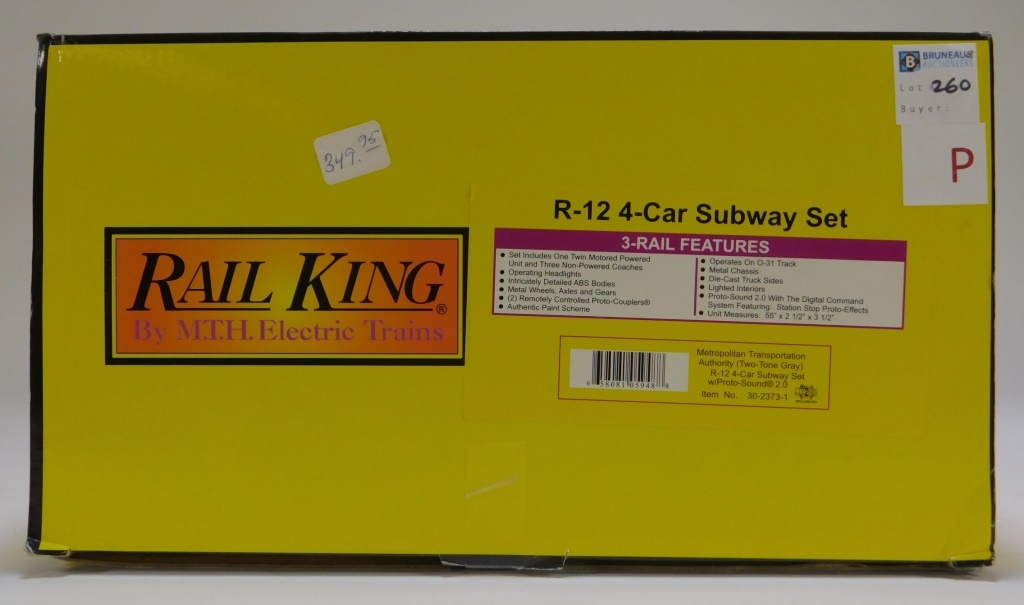 BRUNEAU & CO
AUCTIONEERS
Lot 260
Buyer:
P
349.95
R-12 4-Car Subway Set
3-RAIL FEATURES
● Set Includes One Twin Motored Powered
Unit and Three Non-Powered Coaches
● Operating Headlights
● Intricately Detailed ABS Bodies
● Metal Wheels, Axles and Gears
● (2) Remotely Controlled Proto-Couplers®
● Authentic Paint Scheme
● Operates On O-31 Track
● Metal Chassis
● Die-Cast Truck Sides
● Lighted Interiors
● Proto-Sound 2.0 With The Digital Command
System Featuring: Station Stop Proto-Effects
● Unit Measures: 55" x 2 1/2" x 3 1/2"
RAIL KING®
By M.T.H. Electric Trains
Metropolitan Transportation
Authority (Two-Tone Gray)
R-12 4-Car Subway Set
w/Proto-Sound® 2.0
Item No. 30-2373-1
6 58081 05948 6